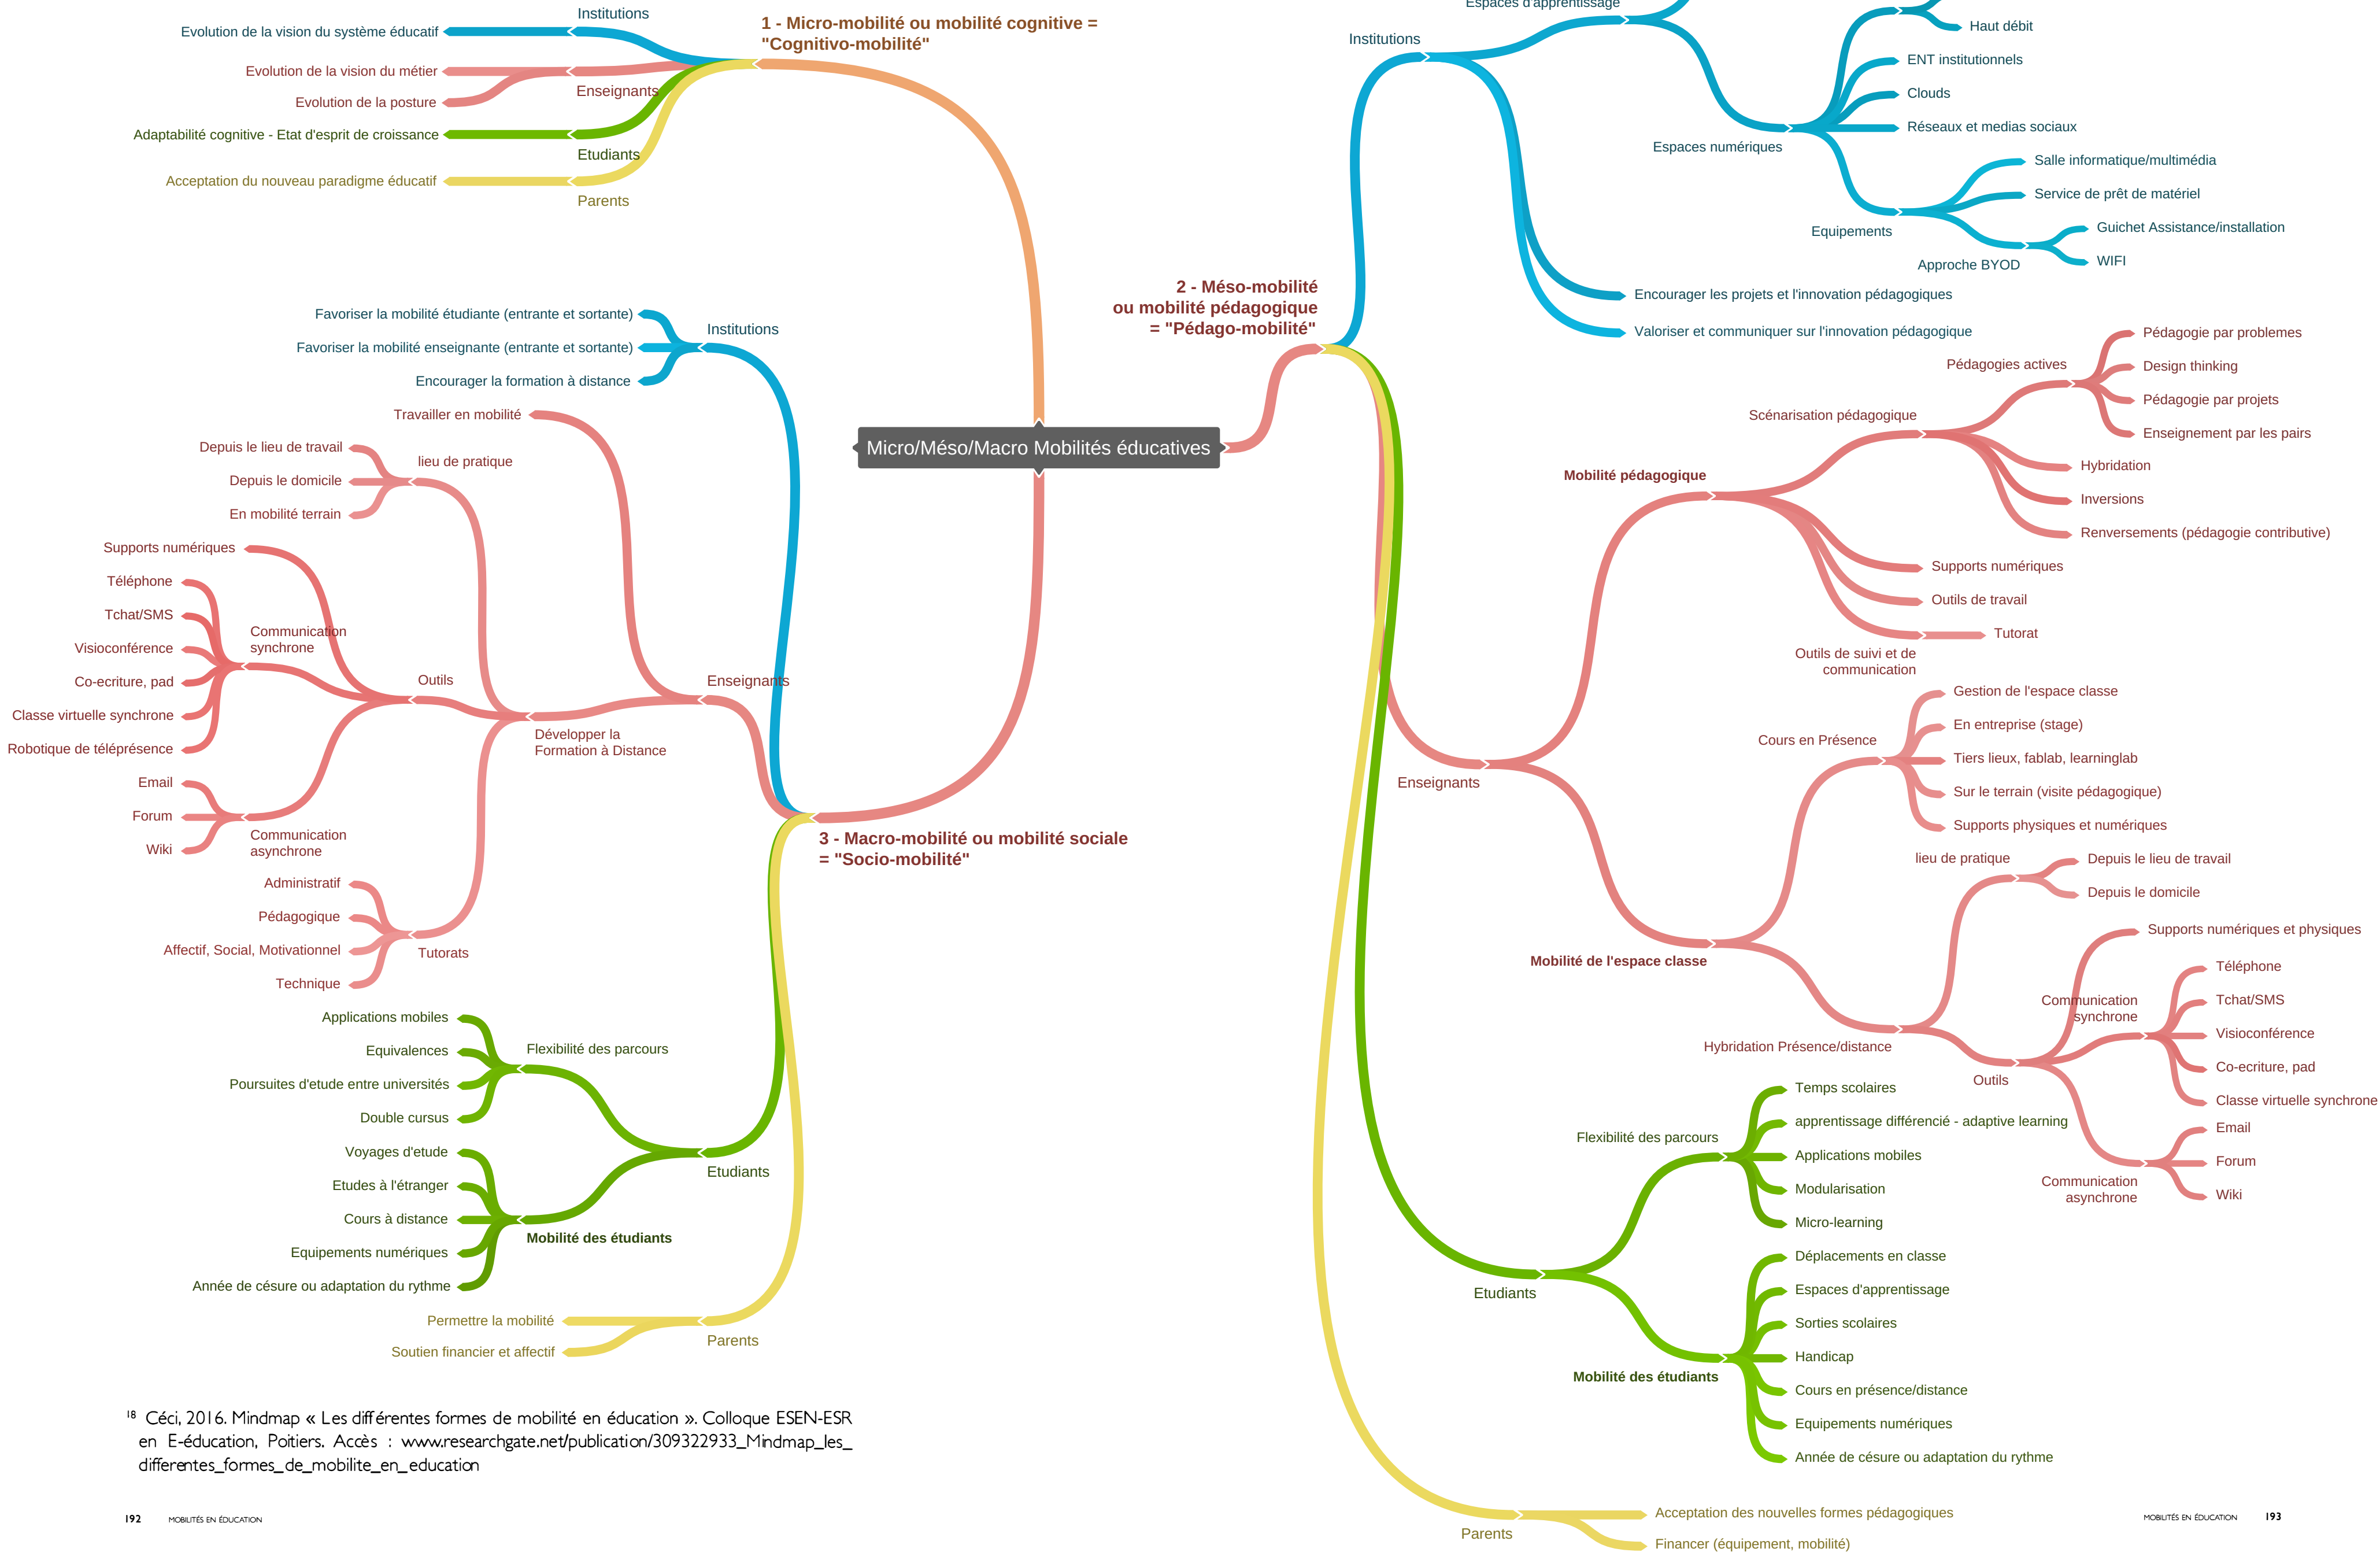 Institutions
Evolution de la vision du système éducatif
1 - Micro-mobilité ou mobilité cognitive =
"Cognitivo-mobilité"
Evolution de la vision du métier
Enseignants
Evolution de la posture
Adaptabilité cognitive - Etat d'esprit de croissance
Etudiants
Acceptation du nouveau paradigme éducatif
Parents
Favoriser la mobilité étudiante (entrante et sortante)
Institutions
Favoriser la mobilité enseignante (entrante et sortante)
Encourager la formation à distance
Travailler en mobilité
Depuis le lieu de travail
lieu de pratique
Depuis le domicile
En mobilité terrain
Supports numériques
Téléphone
Tchat/SMS
Communication
synchrone
Visioconférence
Co-ecriture, pad
Outils
Enseignants
Classe virtuelle synchrone
Développer la
Formation à Distance
Robotique de téléprésence
Email
Forum
Communication
asynchrone
Wiki
3 - Macro-mobilité ou mobilité sociale
= "Socio-mobilité"
Administratif
Pédagogique
Affectif, Social, Motivationnel
Tutorats
Technique
Applications mobiles
Equivalences
Flexibilité des parcours
Poursuites d'etude entre universités
Double cursus
Voyages d'etude
Etudiants
Etudes à l'étranger
Cours à distance
Mobilité des étudiants
Equipements numériques
Année de césure ou adaptation du rythme
Permettre la mobilité
Parents
Soutien financier et affectif
Micro/Méso/Macro Mobilités éducatives
18 Céci, 2016. Mindmap « Les différentes formes de mobilité en éducation ». Colloque ESEN-ESR
en E-éducation, Poitiers. Accès : www.researchgate.net/publication/309322933_Mindmap_les_
differentes_formes_de_mobilite_en_education
192 MOBILITÉS EN ÉDUCATION
Espaces d'apprentissage
Institutions
Haut débit
ENT institutionnels
Clouds
Réseaux et medias sociaux
Espaces numériques
Salle informatique/multimédia
Service de prêt de matériel
Equipements
Guichet Assistance/installation
Approche BYOD
WIFI
2 - Méso-mobilité
ou mobilité pédagogique
= "Pédago-mobilité"
Encourager les projets et l'innovation pédagogiques
Valoriser et communiquer sur l'innovation pédagogique
Pédagogie par problemes
Pédagogies actives
Design thinking
Pédagogie par projets
Scénarisation pédagogique
Enseignement par les pairs
Hybridation
Mobilité pédagogique
Inversions
Renversements (pédagogie contributive)
Supports numériques
Outils de travail
Tutorat
Outils de suivi et de
communication
Gestion de l'espace classe
En entreprise (stage)
Cours en Présence
Tiers lieux, fablab, learninglab
Enseignants
Sur le terrain (visite pédagogique)
Supports physiques et numériques
lieu de pratique
Depuis le lieu de travail
Depuis le domicile
Supports numériques et physiques
Mobilité de l'espace classe
Téléphone
Communication
synchrone
Tchat/SMS
Visioconférence
Hybridation Présence/distance
Co-ecriture, pad
Outils
Classe virtuelle synchrone
Email
Forum
Communication
asynchrone
Wiki
Temps scolaires
apprentissage différencié - adaptive learning
Flexibilité des parcours
Applications mobiles
Modularisation
Micro-learning
Déplacements en classe
Etudiants
Espaces d'apprentissage
Sorties scolaires
Handicap
Mobilité des étudiants
Cours en présence/distance
Equipements numériques
Année de césure ou adaptation du rythme
Acceptation des nouvelles formes pédagogiques
Parents
Financer (équipement, mobilité)
MOBILITÉS EN ÉDUCATION 193